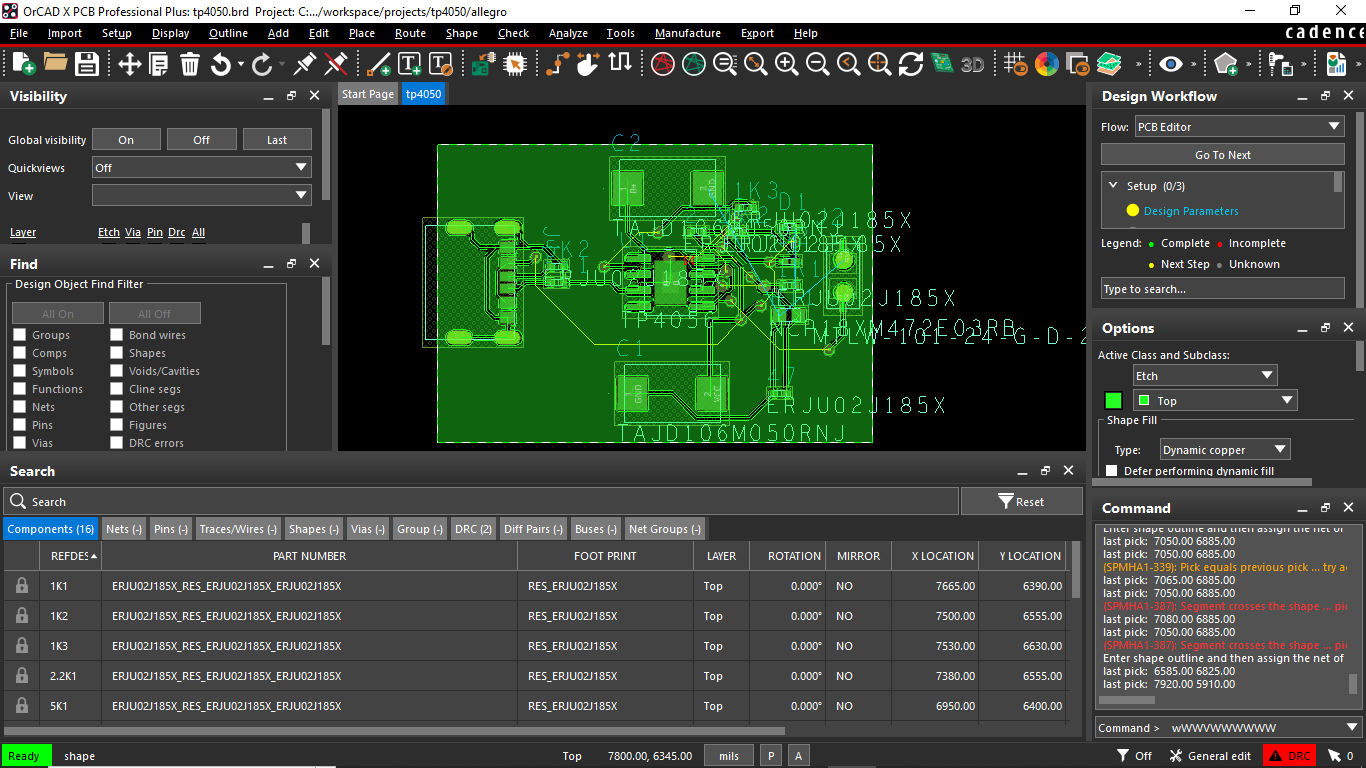 OrCAD X PCB Professional Plus: tp4050.brd Project: C:.../workspace/projects/tp4050/allegro
File Import Setup Display Outline Add Edit Place Route Shape Check Analyze Tools Manufacture Export Help
cadence
3D
Visibility
Global visibility On Off Last
Quickviews Off
View
Layer Etch Via Pin Drc All
Find
Design Object Find Filter
All On All Off
Groups Bond wires
Comps Shapes
Symbols Voids/Cavities
Functions Cline segs
Nets Other segs
Pins Figures
Vias DRC errors
Start Page tp4050
C2
1K3
D1
C1
TAJD106M050RNJ
ERJU02J185X
ERJU02J185X
Design Workflow
Flow: PCB Editor
Go To Next
Setup (0/3)
Design Parameters
Legend: Complete Incomplete
Next Step Unknown
Type to search...
Options
Active Class and Subclass:
Etch
Top
Shape Fill
Type: Dynamic copper
Defer performing dynamic fill
Search
Search Reset
Components (16) Nets (-) Pins (-) Traces/Wires (-) Shapes (-) Vias (-) Group (-) DRC (2) Diff Pairs (-) Buses (-) Net Groups (-)
REFDES PART NUMBER FOOT PRINT LAYER ROTATION MIRROR X LOCATION Y LOCATION
1K1 ERJU02J185X_RES_ERJU02J185X_ERJU02J185X RES_ERJU02J185X Top 0.000° NO 7665.00 6390.00
1K2 ERJU02J185X_RES_ERJU02J185X_ERJU02J185X RES_ERJU02J185X Top 0.000° NO 7500.00 6555.00
1K3 ERJU02J185X_RES_ERJU02J185X_ERJU02J185X RES_ERJU02J185X Top 0.000° NO 7530.00 6630.00
2.2K1 ERJU02J185X_RES_ERJU02J185X_ERJU02J185X RES_ERJU02J185X Top 0.000° NO 7380.00 6555.00
5K1 ERJU02J185X_RES_ERJU02J185X_ERJU02J185X RES_ERJU02J185X Top 0.000° NO 6950.00 6400.00
Command
Enter shape outline and then assign the net of
last pick: 7050.00 6885.00
last pick: 7050.00 6885.00
(SPMHA1-339): Pick equals previous pick ... try a
last pick: 7065.00 6885.00
last pick: 7050.00 6885.00
(SPMHA1-387): Segment crosses the shape ... pi
last pick: 7080.00 6885.00
last pick: 7050.00 6885.00
(SPMHA1-387): Segment crosses the shape ... pi
Enter shape outline and then assign the net of
last pick: 6585.00 6825.00
last pick: 7920.00 5910.00
Command > wWWVWWWWWW
Ready shape Top 7800.00, 6345.00 mils P A Off General edit DRC 0